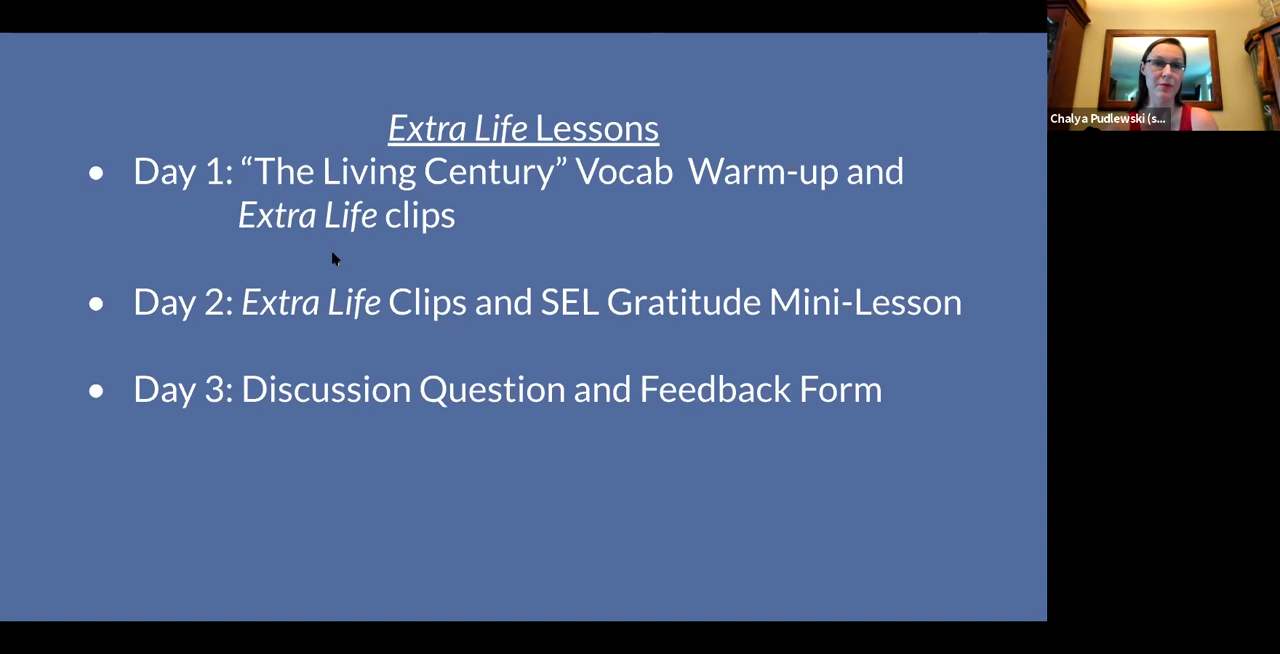 Extra Life Lessons
• Day 1: “The Living Century” Vocab  Warm-up and
Extra Life clips
• Day 2: Extra Life Clips and SEL Gratitude Mini-Lesson
• Day 3: Discussion Question and Feedback Form
Chalya Pudlewski (s...